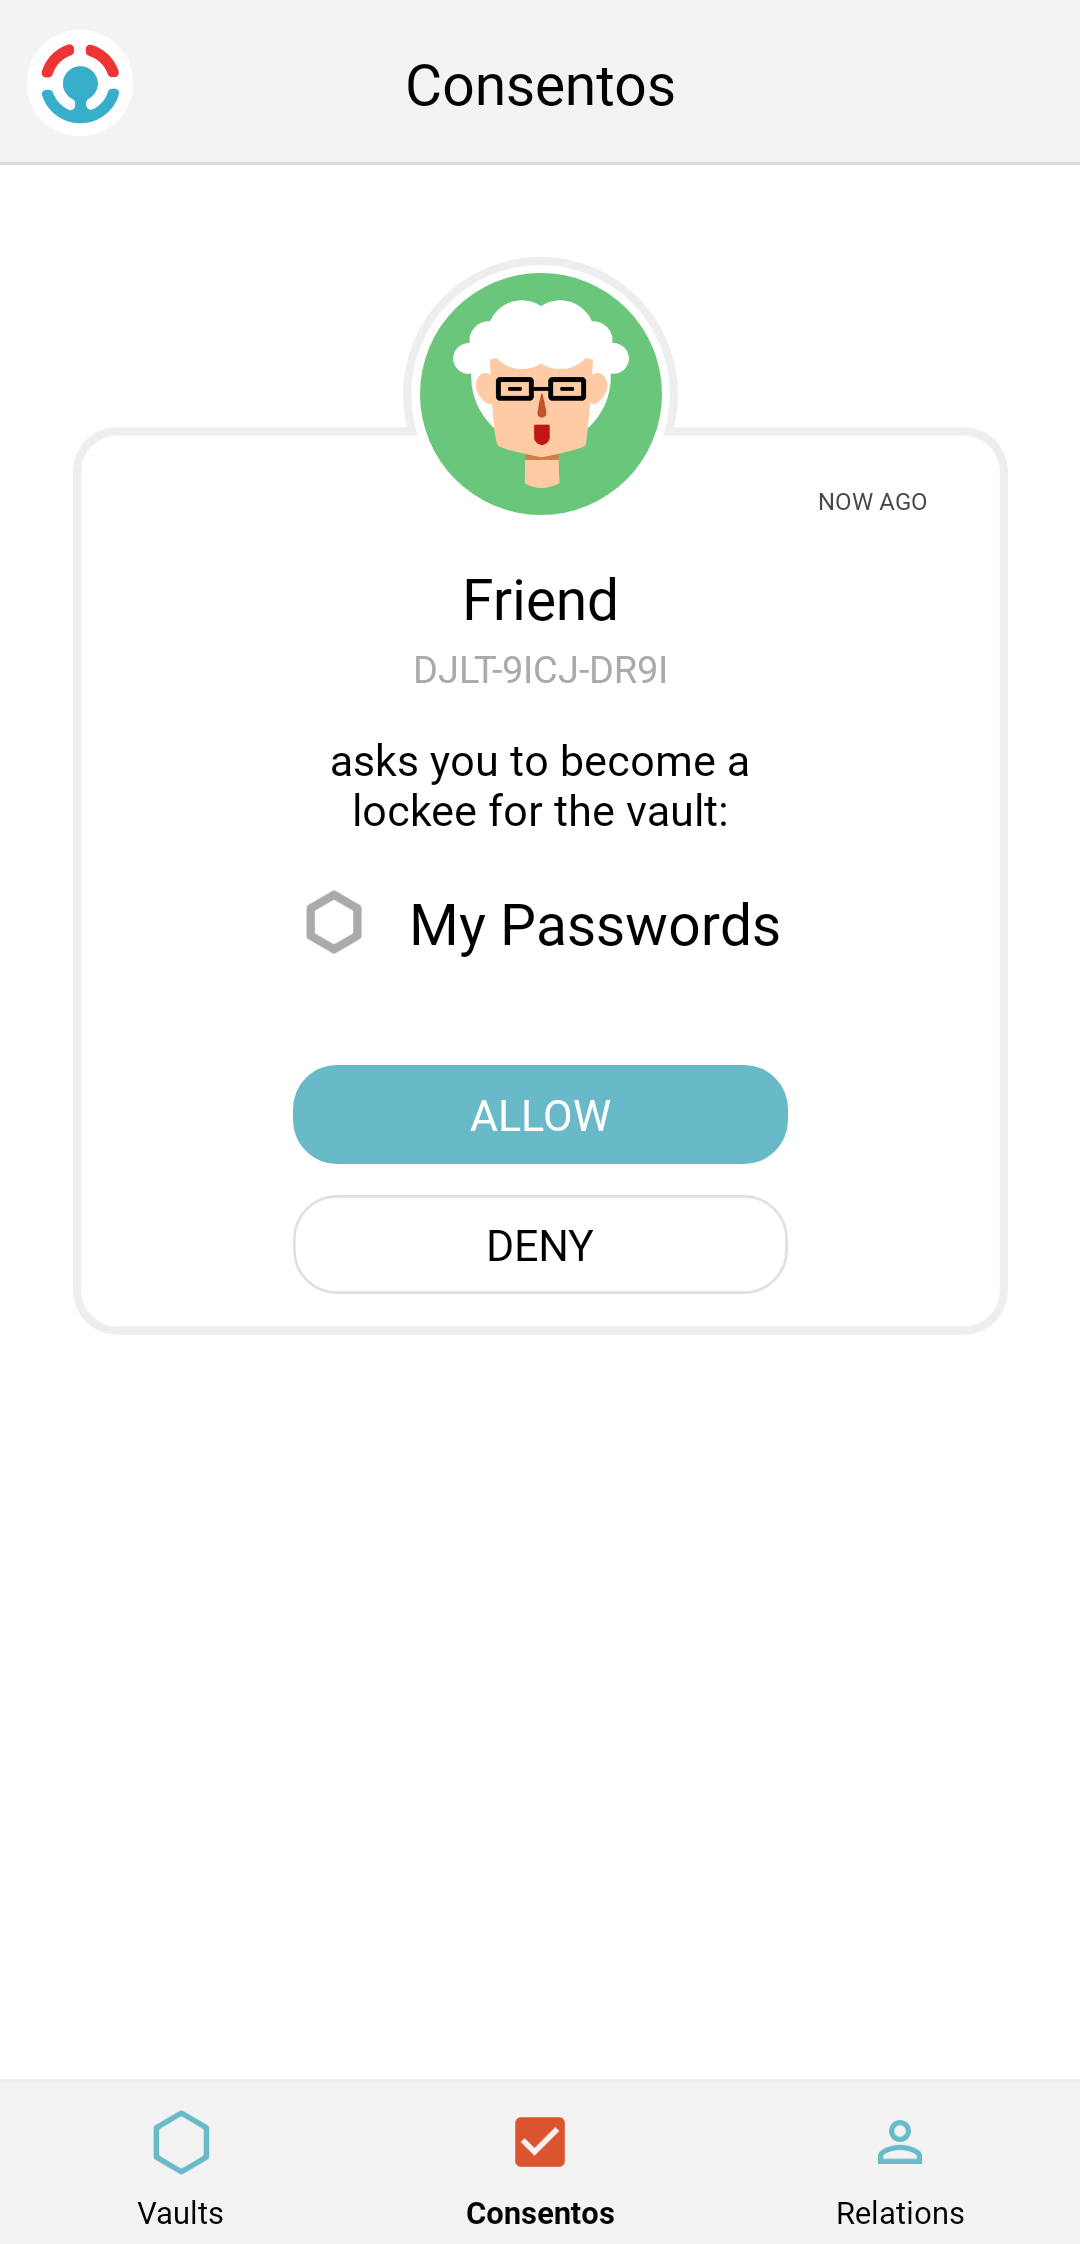 Consentos
NOW AGO
Friend
DJLT-9ICJ-DR9I
asks you to become a
lockee for the vault:
My Passwords
ALLOW
DENY
Vaults
Consentos
Relations